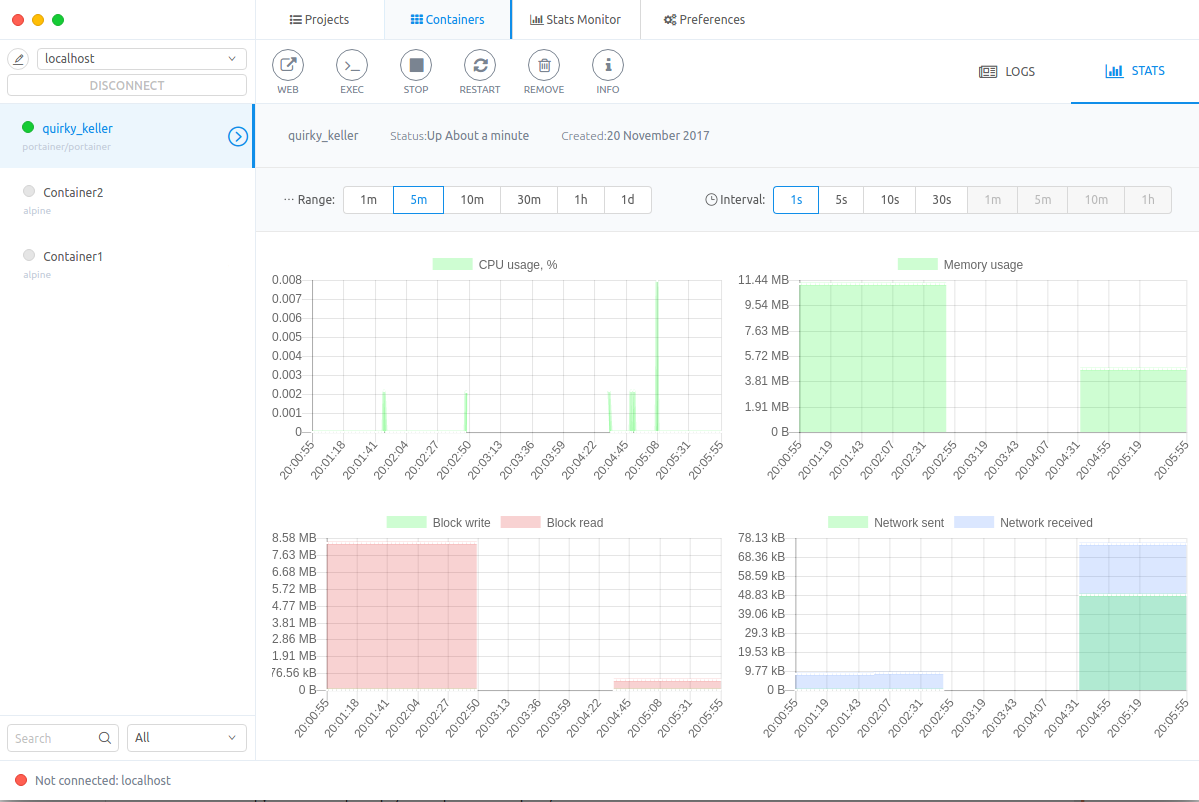 Projects
Containers
Stats Monitor
Preferences
localhost
DISCONNECT
WEB
EXEC
STOP
RESTART
REMOVE
INFO
LOGS
STATS
quirky_keller
portainer/portainer
Container2
alpine
Container1
alpine
quirky_keller Status:Up About a minute Created:20 November 2017
··· Range: 1m 5m 10m 30m 1h 1d
Interval: 1s 5s 10s 30s 1m 5m 10m 1h
CPU usage, %
0.008
0.007
0.006
0.005
0.004
0.003
0.002
0.001
0
20:00:55 20:01:18 20:01:41 20:02:04 20:02:27 20:02:50 20:03:13 20:03:36 20:03:59 20:04:22 20:04:45 20:05:08 20:05:31 20:05:55
Memory usage
11.44 MB
9.54 MB
7.63 MB
5.72 MB
3.81 MB
1.91 MB
0 B
20:00:55 20:01:19 20:01:43 20:02:07 20:02:31 20:02:55 20:03:19 20:03:43 20:04:07 20:04:31 20:04:55 20:05:19 20:05:55
Block write Block read
8.58 MB
7.63 MB
6.68 MB
5.72 MB
4.77 MB
3.81 MB
2.86 MB
1.91 MB
76.56 kB
0 B
20:00:55 20:01:18 20:01:41 20:02:04 20:02:27 20:02:50 20:03:13 20:03:36 20:03:59 20:04:22 20:04:45 20:05:08 20:05:31 20:05:55
Network sent Network received
78.13 kB
68.36 kB
58.59 kB
48.83 kB
39.06 kB
29.3 kB
19.53 kB
9.77 kB
0 B
20:00:55 20:01:19 20:01:43 20:02:07 20:02:31 20:02:55 20:03:19 20:03:43 20:04:07 20:04:31 20:04:55 20:05:19 20:05:55
Search
All
Not connected: localhost